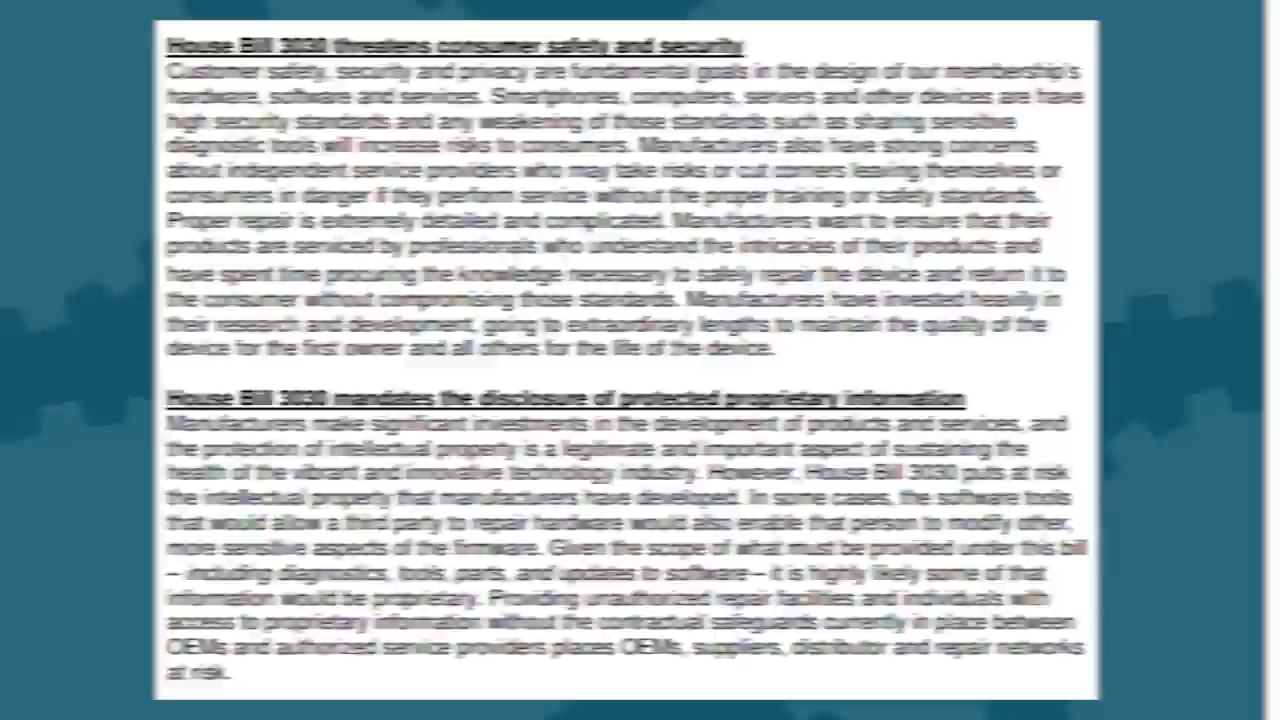 House Bill 3030 threatens consumer safety and security
Customer safety, security and privacy are fundamental goals in the design of our membership's
hardware, software and services. Smartphones, computers, servers and other devices are have
high security standards and any weakening of those standards such as sharing sensitive
diagnostic tools will increase risks to consumers. Manufacturers also have strong concerns
about independent service providers who may take risks or cut corners leaving themselves or
consumers in danger if they perform service without the proper training or safety standards.
Proper repair is extremely detailed and complicated. Manufacturers want to ensure that their
products are serviced by professionals who understand the intricacies of their products and
have spent time procuring the knowledge necessary to safely repair the device and return it to
the consumer without compromising those standards. Manufacturers have invested heavily in
their research and development, going to extraordinary lengths to maintain the quality of the
device for the first owner and all others for the life of the device.
House Bill 3030 mandates the disclosure of protected proprietary information
Manufacturers make significant investments in the development of products and services, and
the protection of intellectual property is a legitimate and important aspect of sustaining the
health of the vibrant and innovative technology industry. However, House Bill 3030 puts at risk
the intellectual property that manufacturers have developed. In some cases, the software tools
that would allow a third party to repair hardware would also enable that person to modify other,
more sensitive aspects of the firmware. Given the scope of what must be provided under this bill
– including diagnostics, tools, parts, and updates to software – it is highly likely some of that
information would be proprietary. Providing unauthorized repair facilities and individuals with
access to proprietary information without the contractual safeguards currently in place between
OEMs and authorized service providers places OEMs, suppliers, distributor and repair networks
at risk.